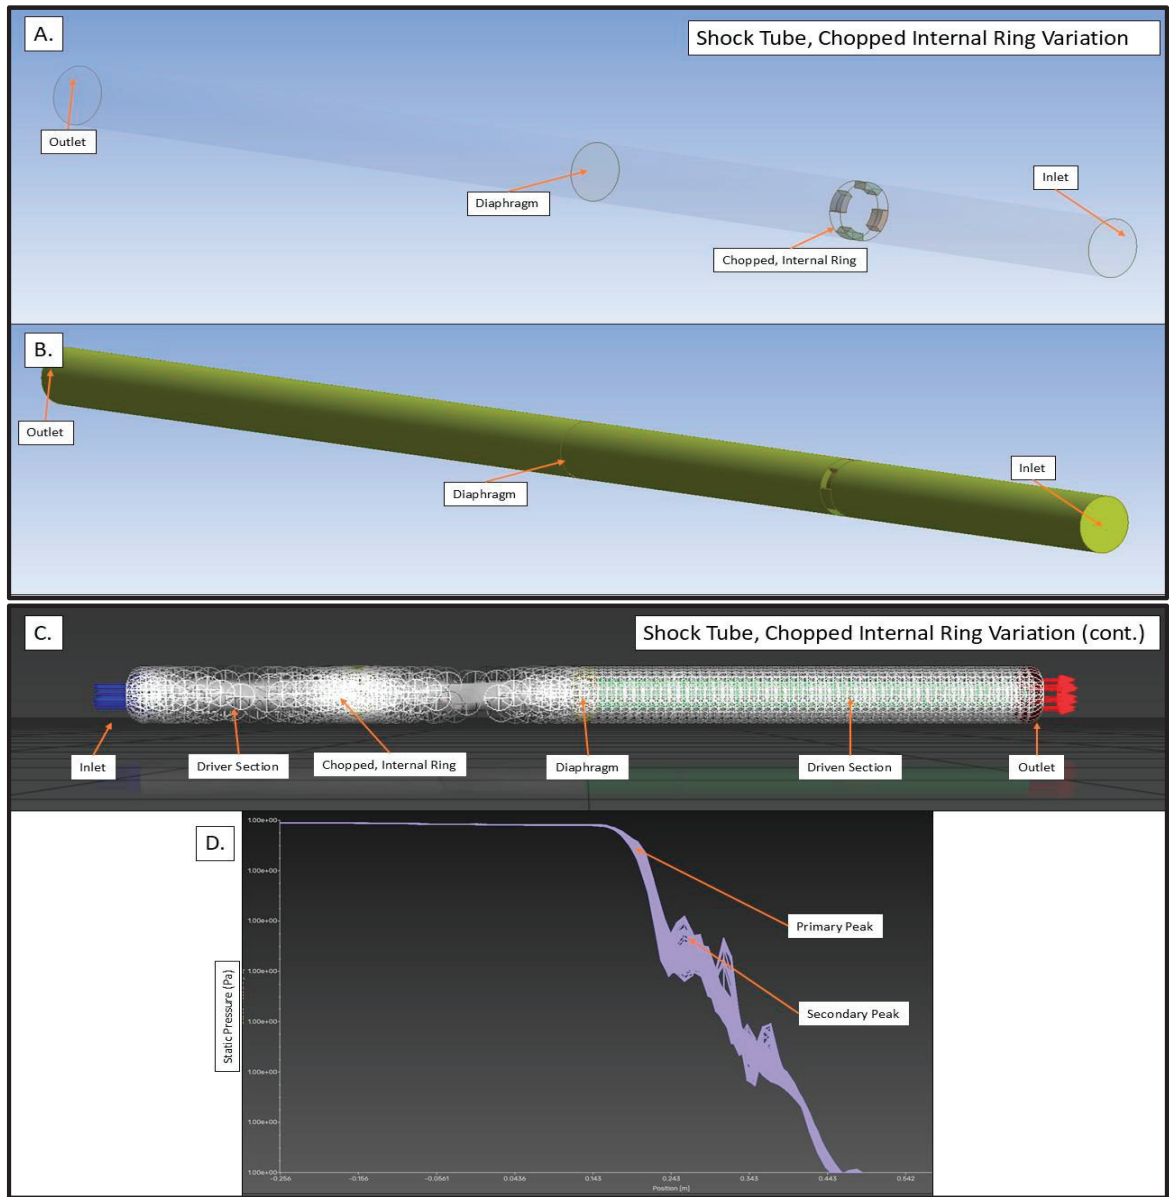 A.
Shock Tube, Chopped Internal Ring Variation
Outlet
Diaphragm
Inlet
Chopped, Internal Ring
B.
Outlet
Diaphragm
Inlet
C.
Shock Tube, Chopped Internal Ring Variation (cont.)
Inlet
Driver Section
Chopped, Internal Ring
Diaphragm
Driven Section
Outlet
D.
1.00e+00
1.00e+00
1.00e+00
1.00e+00
1.00e+00
1.00e+00
1.00e+00
1.00e+00
Static Pressure (Pa)
Primary Peak
Secondary Peak
-0.256 -0.156 -0.0561 0.0436 0.143 0.243 0.343 0.443 0.542
Position [m]